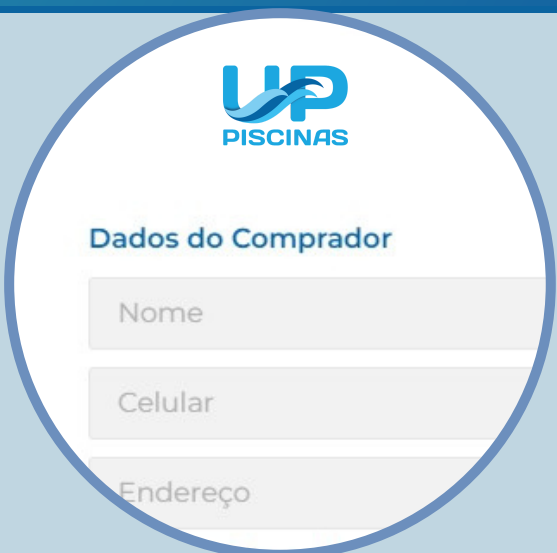 UP
PISCINAS
Dados do Comprador
Nome
Celular
Endereço